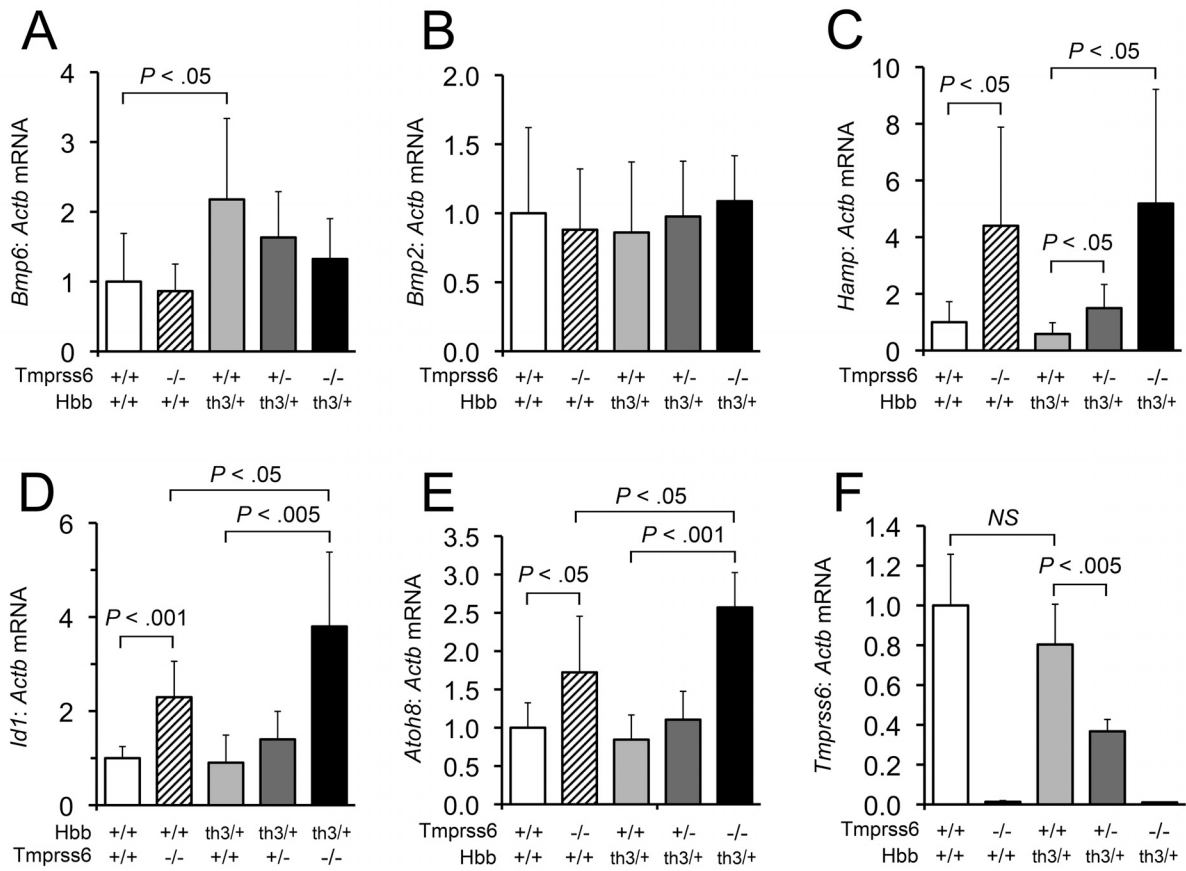 A
Bmp6: Actb mRNA
4
3
2
1
0
P < .05
Tmprss6 +/+ -/- +/+ +/- -/-
Hbb +/+ +/+ th3/+ th3/+ th3/+
B
Bmp2: Actb mRNA
2.0
1.5
1.0
0.5
0.0
Tmprss6 +/+ -/- +/+ +/- -/-
Hbb +/+ +/+ th3/+ th3/+ th3/+
C
Hamp: Actb mRNA
10
8
6
4
2
0
P < .05
P < .05
P < .05
Tmprss6 +/+ -/- +/+ +/- -/-
Hbb +/+ +/+ th3/+ th3/+ th3/+
D
Id1: Actb mRNA
6
4
2
0
P < .05
P < .005
P < .001
Hbb +/+ +/+ th3/+ th3/+ th3/+
Tmprss6 +/+ -/- +/+ +/- -/-
E
Atoh8: Actb mRNA
3.5
3.0
2.5
2.0
1.5
1.0
0.5
0.0
P < .05
P < .001
P < .05
Tmprss6 +/+ -/- +/+ +/- -/-
Hbb +/+ +/+ th3/+ th3/+ th3/+
F
Tmprss6: Actb mRNA
1.4
1.2
1.0
0.8
0.6
0.4
0.2
0.0
NS
P < .005
Tmprss6 +/+ -/- +/+ +/- -/-
Hbb +/+ +/+ th3/+ th3/+ th3/+